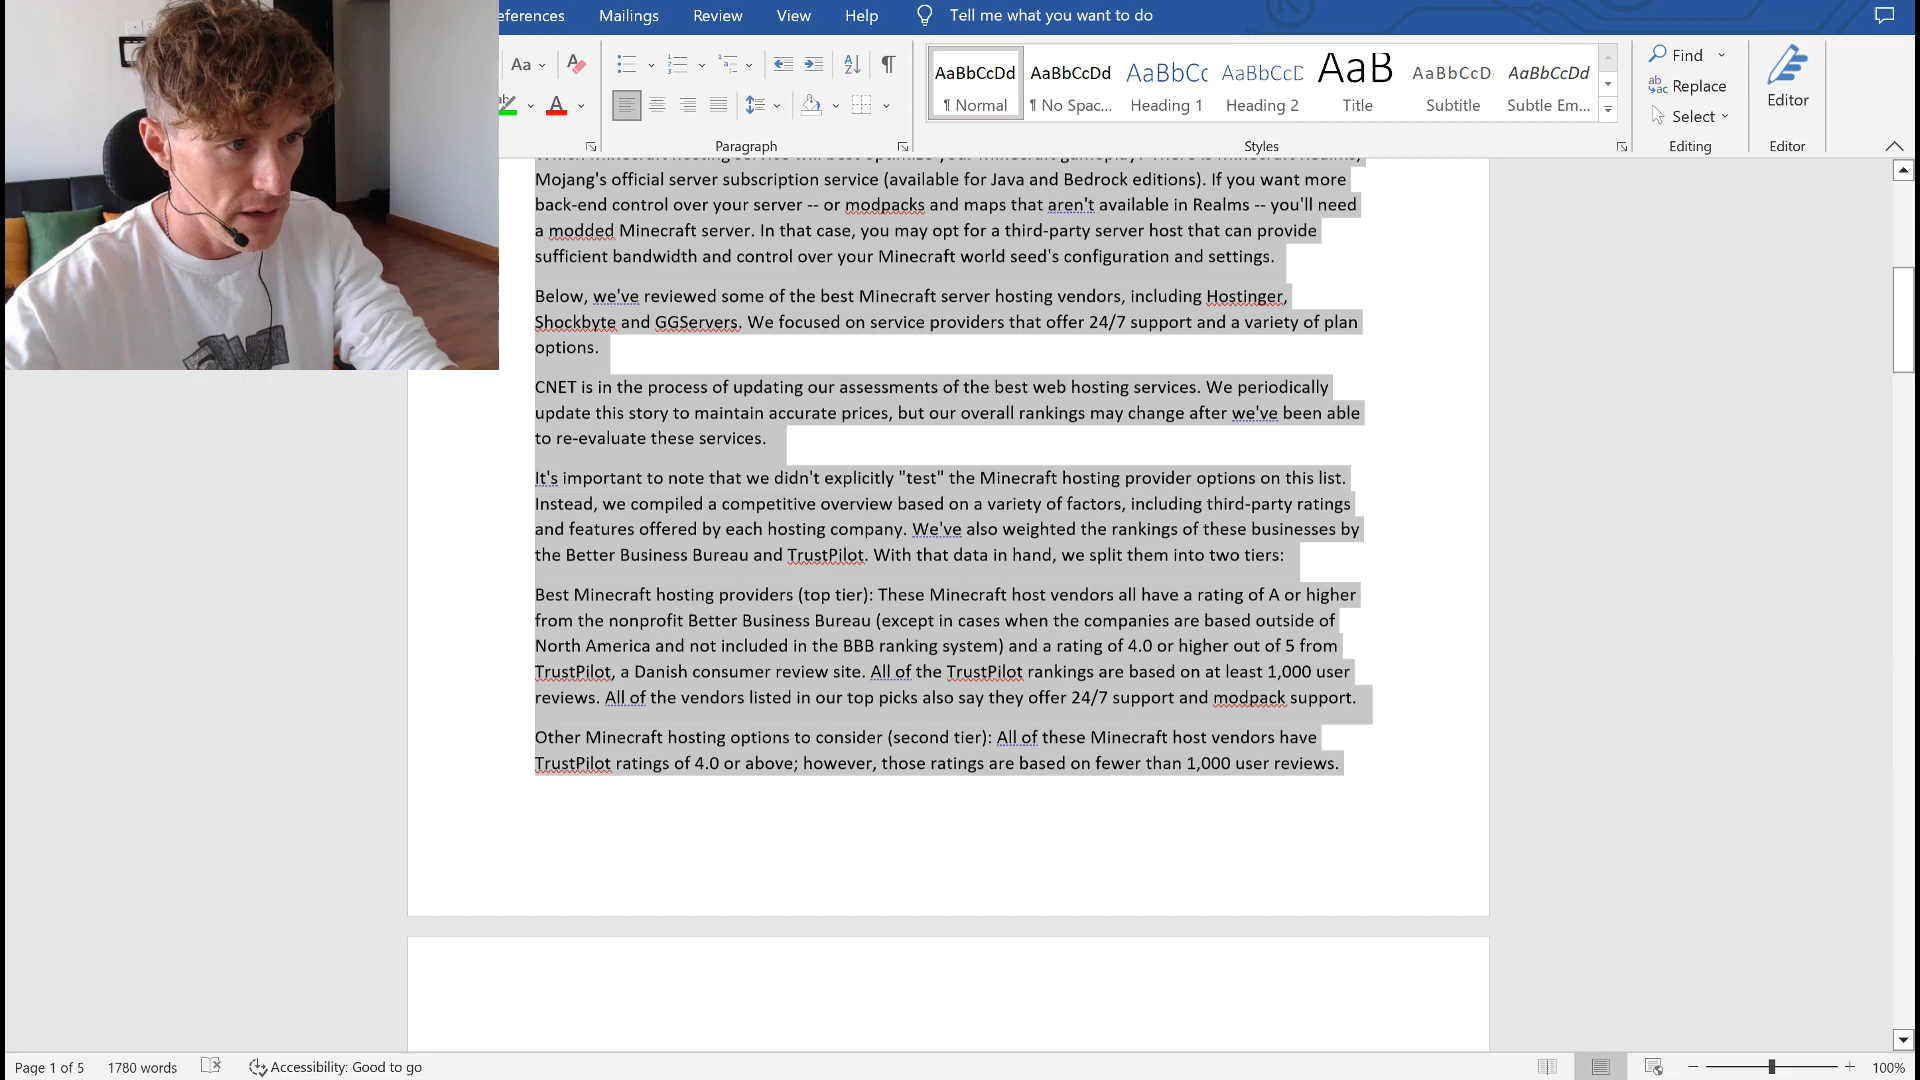 eferences Mailings Review View Help Tell me what you want to do
Aa
AaBbCcDd AaBbCcDd AaBbCc AaBbCcD AaB AaBbCcD AaBbCcDd
¶ Normal ¶ No Spac... Heading 1 Heading 2 Title Subtitle Subtle Em...
Find
Replace
Select
Editor
Paragraph Styles Editing Editor
Which Minecraft hosting service will best optimize your Minecraft gameplay? There is Minecraft Realms,
Mojang's official server subscription service (available for Java and Bedrock editions). If you want more
back-end control over your server -- or modpacks and maps that aren't available in Realms -- you'll need
a modded Minecraft server. In that case, you may opt for a third-party server host that can provide
sufficient bandwidth and control over your Minecraft world seed's configuration and settings.
Below, we've reviewed some of the best Minecraft server hosting vendors, including Hostinger,
Shockbyte and GGServers. We focused on service providers that offer 24/7 support and a variety of plan
options.
CNET is in the process of updating our assessments of the best web hosting services. We periodically
update this story to maintain accurate prices, but our overall rankings may change after we've been able
to re-evaluate these services.
It's important to note that we didn't explicitly "test" the Minecraft hosting provider options on this list.
Instead, we compiled a competitive overview based on a variety of factors, including third-party ratings
and features offered by each hosting company. We've also weighted the rankings of these businesses by
the Better Business Bureau and TrustPilot. With that data in hand, we split them into two tiers:
Best Minecraft hosting providers (top tier): These Minecraft host vendors all have a rating of A or higher
from the nonprofit Better Business Bureau (except in cases when the companies are based outside of
North America and not included in the BBB ranking system) and a rating of 4.0 or higher out of 5 from
TrustPilot, a Danish consumer review site. All of the TrustPilot rankings are based on at least 1,000 user
reviews. All of the vendors listed in our top picks also say they offer 24/7 support and modpack support.
Other Minecraft hosting options to consider (second tier): All of these Minecraft host vendors have
TrustPilot ratings of 4.0 or above; however, those ratings are based on fewer than 1,000 user reviews.
Page 1 of 5 1780 words Accessibility: Good to go 100%